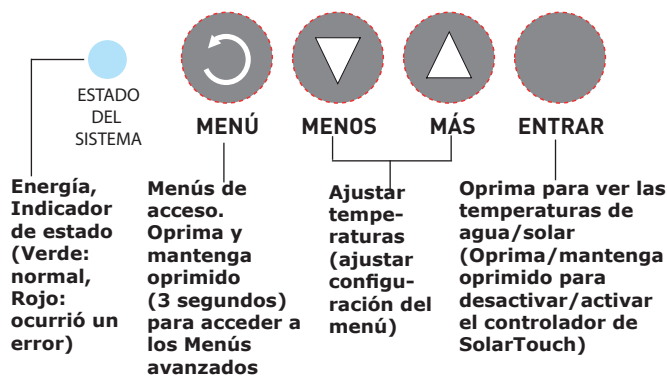 ESTADO
DEL
SISTEMA
MENÚ
MENOS
MÁS
ENTRAR
Energía,
Indicador
de estado
(Verde:
normal,
Rojo:
ocurrió un
error)
Menús de
acceso.
Oprima y
mantenga
oprimido
(3 segundos)
para acceder a
los Menús
avanzados
Ajustar
tempe-
raturas
(ajustar
configu-
ración del
menú)
Oprima para ver las
temperaturas de
agua/solar
(Oprima/mantenga
oprimido para
desactivar/activar
el controlador de
SolarTouch)